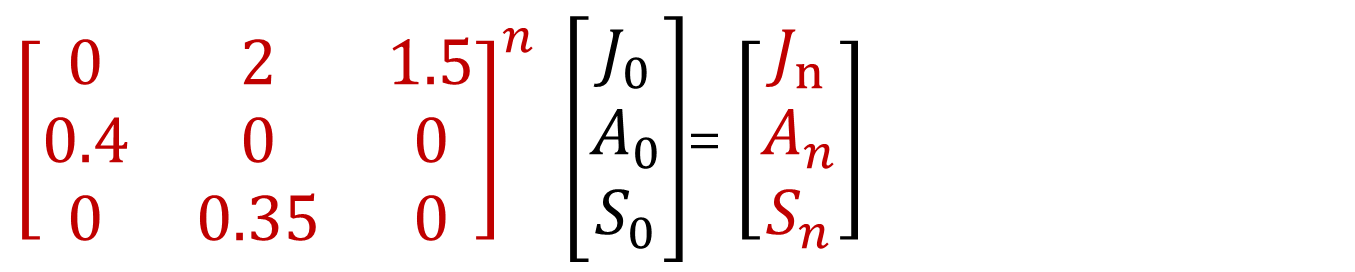 [0 2 1.5]ⁿ [J₀] = [Jₙ]
[0.4 0 0] [A₀] [Aₙ]
[0 0.35 0] [S₀] [Sₙ]